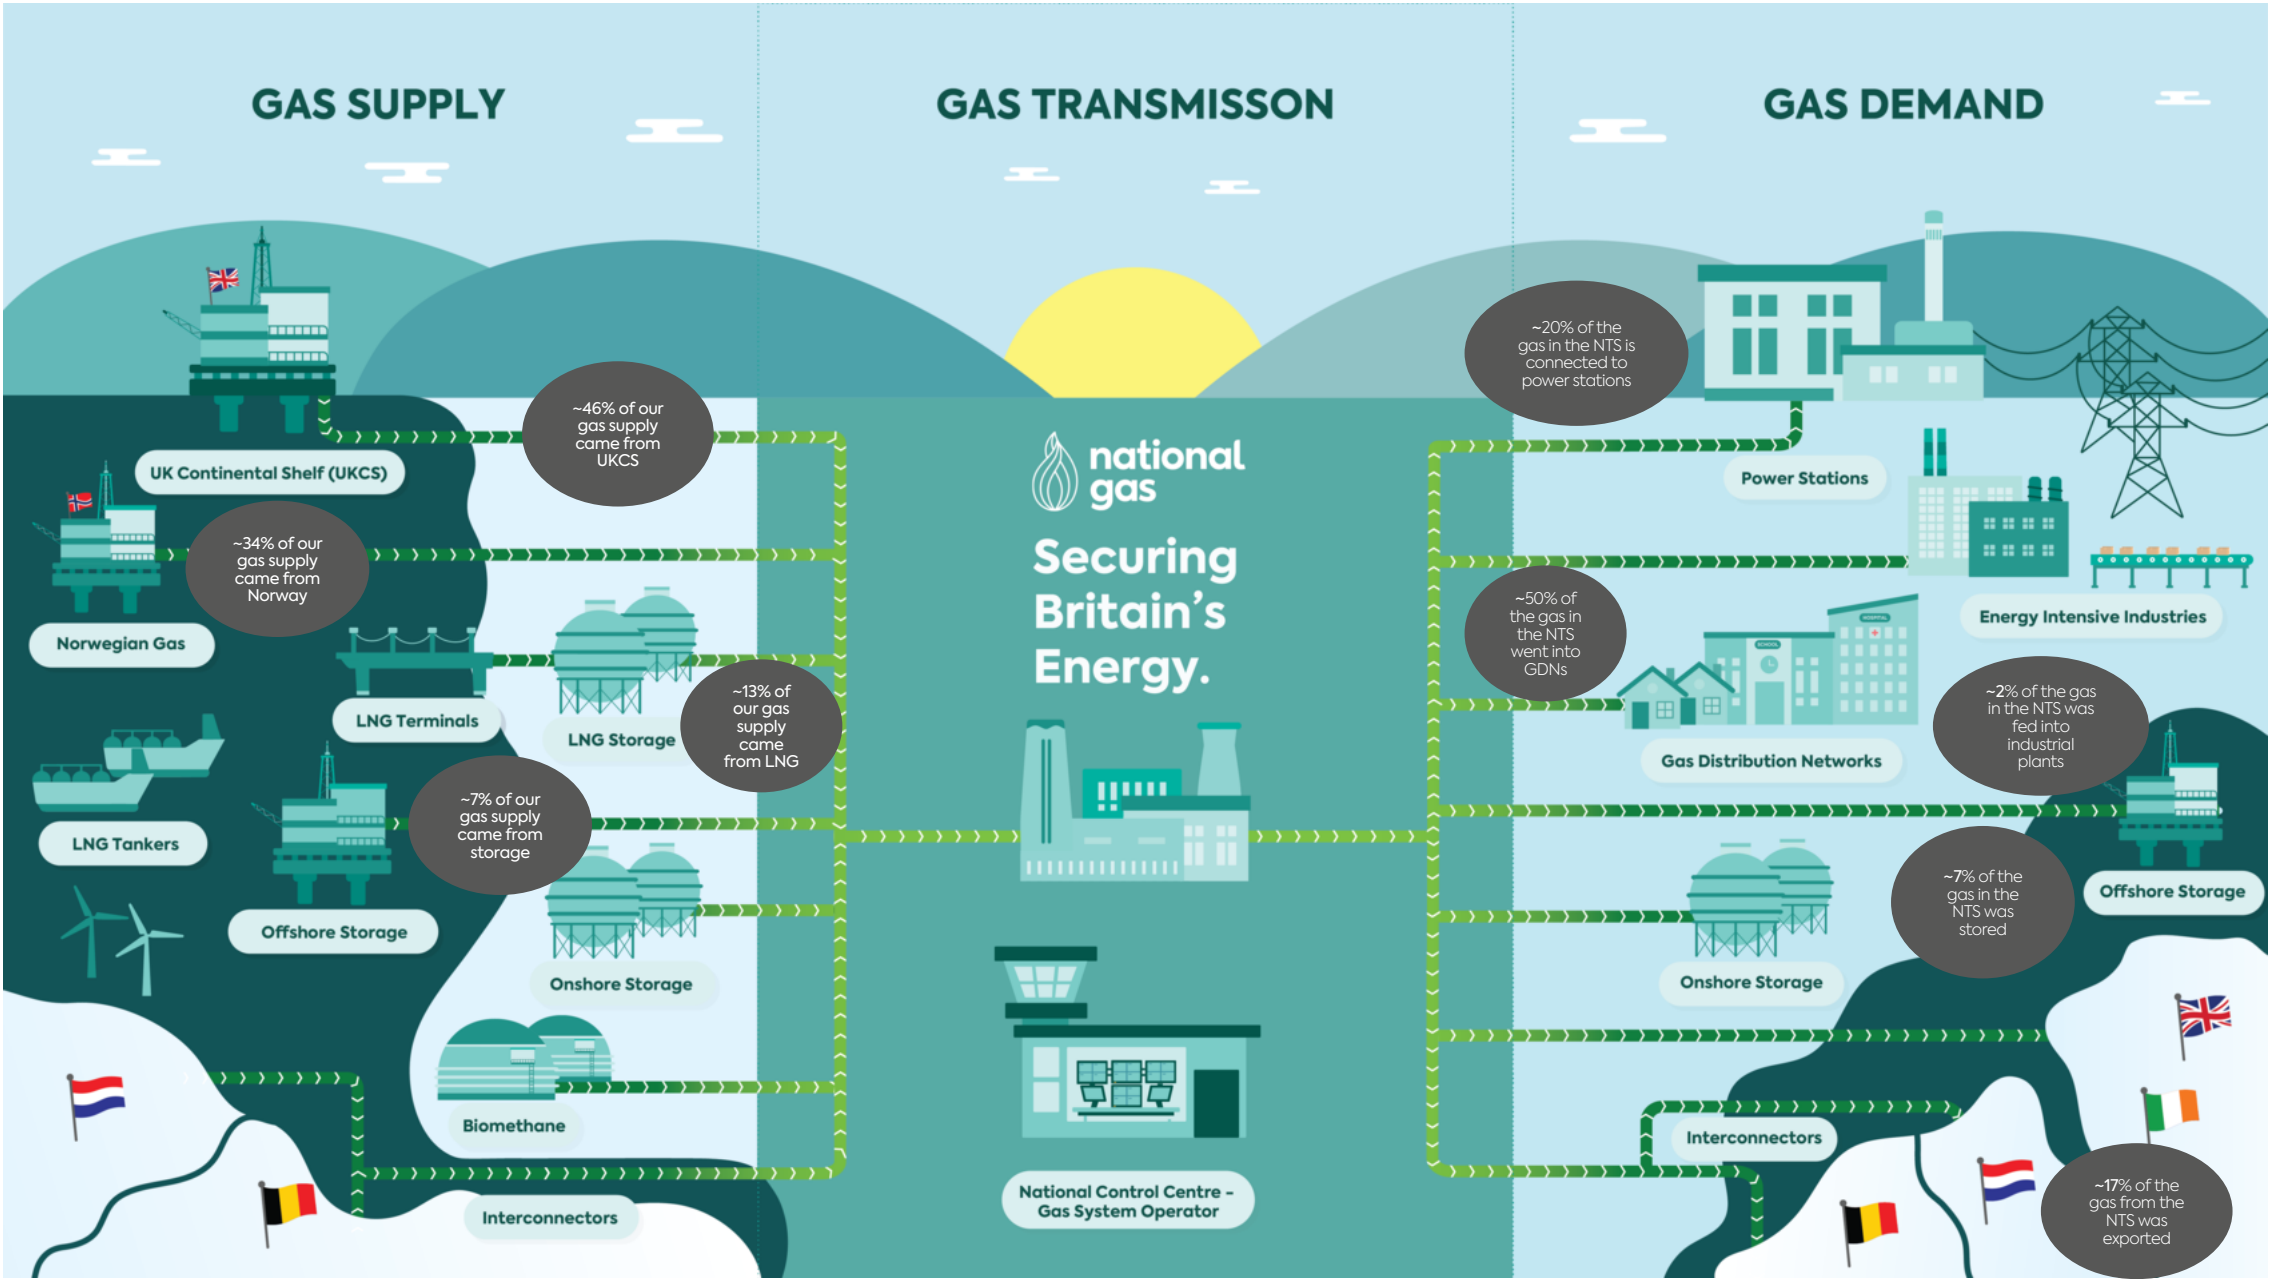 GAS SUPPLY
GAS TRANSMISSON
GAS DEMAND
~46% of our
gas supply
came from
UKCS
UK Continental Shelf (UKCS)
~34% of our
gas supply
came from
Norway
Norwegian Gas
LNG Terminals
LNG Storage
~13% of
our gas
supply
came
from LNG
LNG Tankers
~7% of our
gas supply
came from
storage
Offshore Storage
Onshore Storage
Biomethane
Interconnectors
national
gas
Securing
Britain's
Energy.
National Control Centre -
Gas System Operator
~20% of the
gas in the NTS is
connected to
power stations
Power Stations
Energy Intensive Industries
~50% of
the gas in
the NTS
went into
GDNs
SCHOOL
HOSPITAL
Gas Distribution Networks
~2% of the gas
in the NTS was
fed into
industrial
plants
Offshore Storage
~7% of the
gas in the
NTS was
stored
Onshore Storage
Interconnectors
~17% of the
gas from the
NTS was
exported